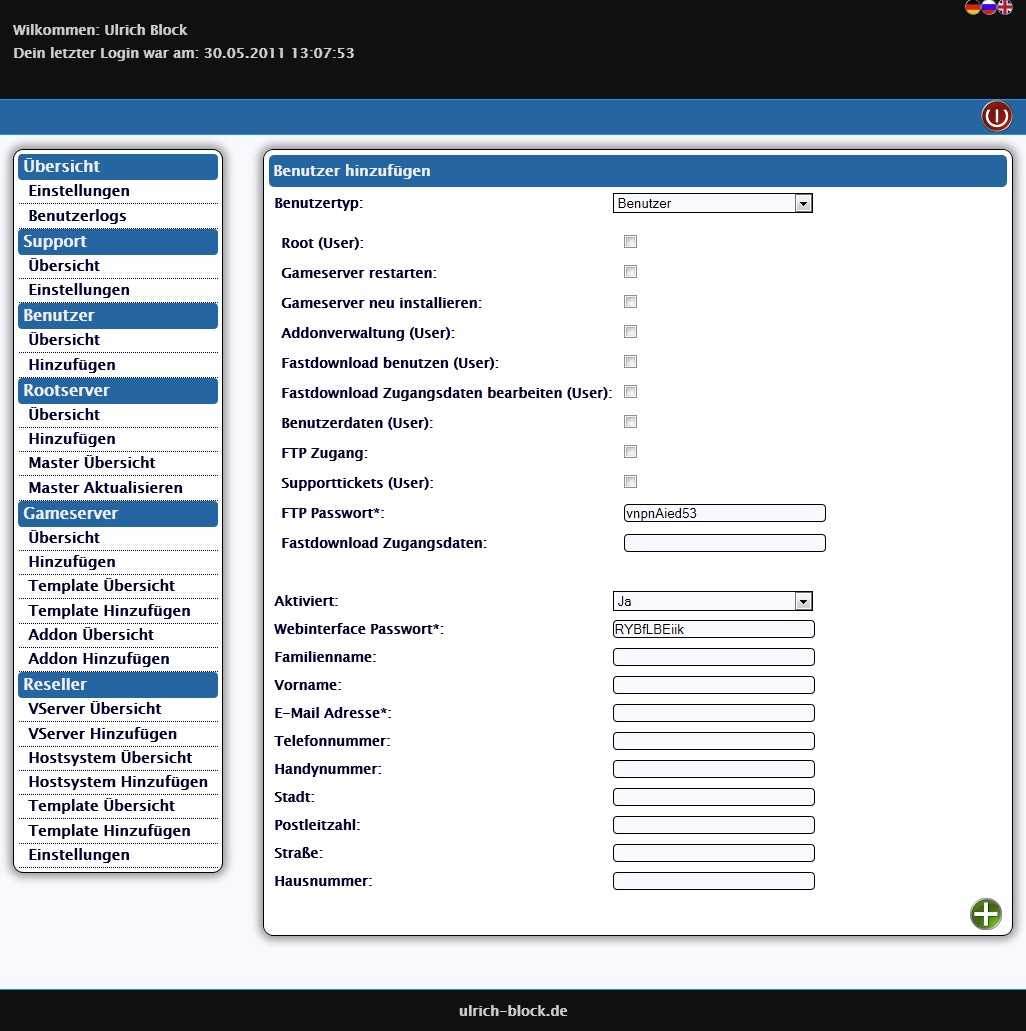 Wilkommen: Ulrich Block
Dein letzter Login war am: 30.05.2011 13:07:53
Übersicht
Einstellungen
Benutzerlogs
Support
Übersicht
Einstellungen
Benutzer
Übersicht
Hinzufügen
Rootserver
Übersicht
Hinzufügen
Master Übersicht
Master Aktualisieren
Gameserver
Übersicht
Hinzufügen
Template Übersicht
Template Hinzufügen
Addon Übersicht
Addon Hinzufügen
Reseller
VServer Übersicht
VServer Hinzufügen
Hostsystem Übersicht
Hostsystem Hinzufügen
Template Übersicht
Template Hinzufügen
Einstellungen
Benutzer hinzufügen
Benutzertyp: Benutzer
Root (User):
Gameserver restarten:
Gameserver neu installieren:
Addonverwaltung (User):
Fastdownload benutzen (User):
Fastdownload Zugangsdaten bearbeiten (User):
Benutzerdaten (User):
FTP Zugang:
Supporttickets (User):
FTP Passwort*: vnpnAied53
Fastdownload Zugangsdaten:
Aktiviert: Ja
Webinterface Passwort*: RYBfLBEiik
Familienname:
Vorname:
E-Mail Adresse*:
Telefonnummer:
Handynummer:
Stadt:
Postleitzahl:
Straße:
Hausnummer:
ulrich-block.de